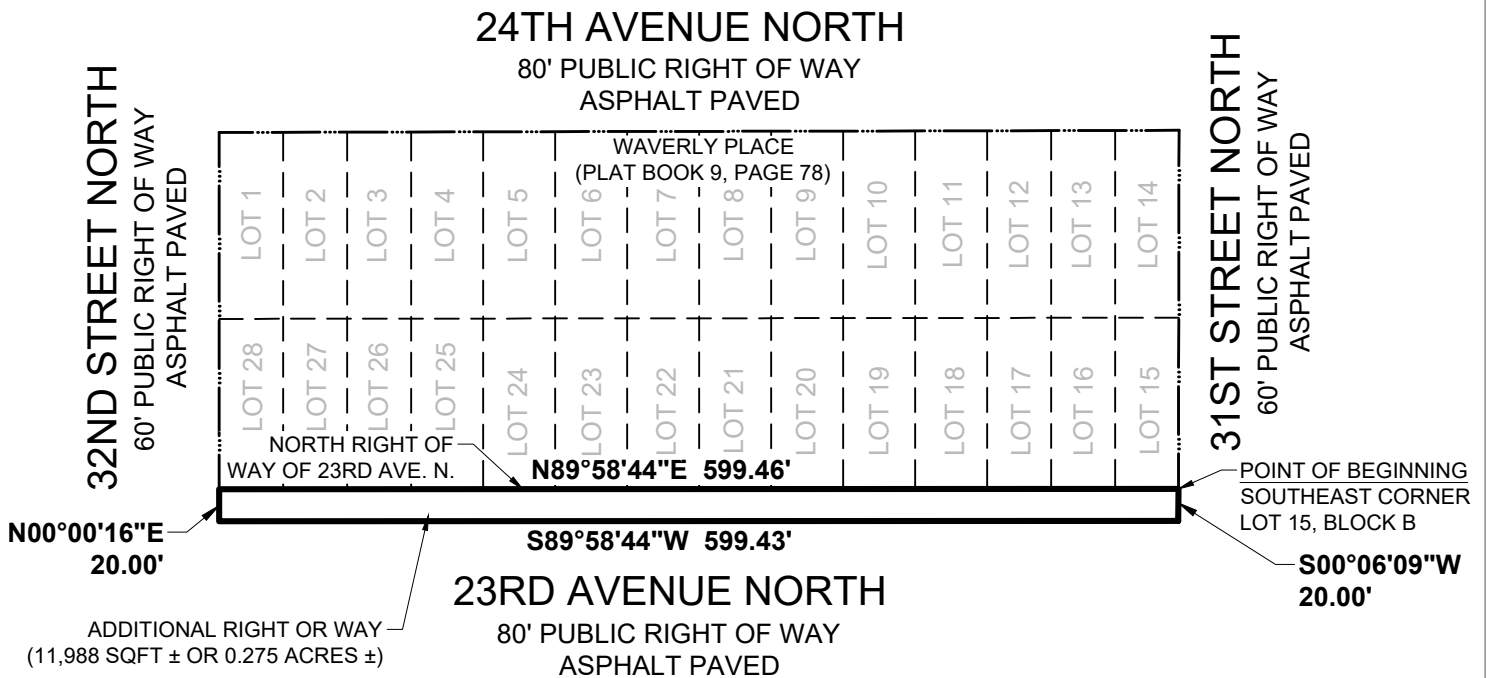 24TH AVENUE NORTH
80' PUBLIC RIGHT OF WAY
ASPHALT PAVED
32ND STREET NORTH
60' PUBLIC RIGHT OF WAY
ASPHALT PAVED
31ST STREET NORTH
60' PUBLIC RIGHT OF WAY
ASPHALT PAVED
WAVERLY PLACE
(PLAT BOOK 9, PAGE 78)
LOT 1
LOT 2
LOT 3
LOT 4
LOT 5
LOT 6
LOT 7
LOT 8
LOT 9
LOT 10
LOT 11
LOT 12
LOT 13
LOT 14
LOT 28
LOT 27
LOT 26
LOT 25
LOT 24
LOT 23
LOT 22
LOT 21
LOT 20
LOT 19
LOT 18
LOT 17
LOT 16
LOT 15
NORTH RIGHT OF
WAY OF 23RD AVE. N.
N89°58'44"E 599.46'
POINT OF BEGINNING
SOUTHEAST CORNER
LOT 15, BLOCK B
N00°00'16"E
20.00'
S89°58'44"W 599.43'
S00°06'09"W
20.00'
23RD AVENUE NORTH
80' PUBLIC RIGHT OF WAY
ASPHALT PAVED
ADDITIONAL RIGHT OR WAY
(11,988 SQFT ± OR 0.275 ACRES ±)